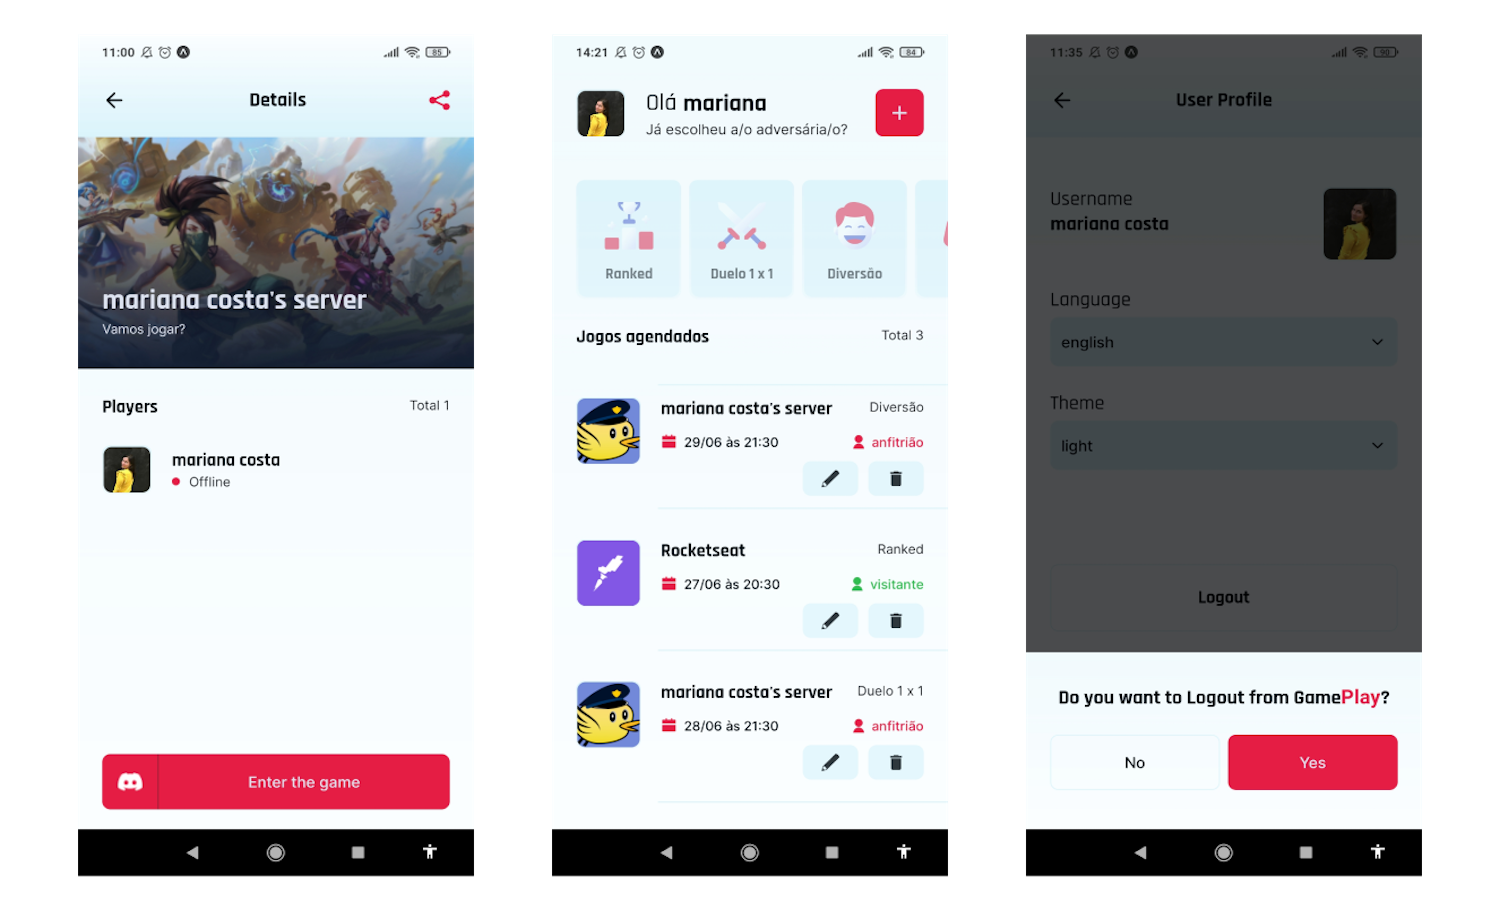 11:00
85
Details
mariana costa's server
Vamos jogar?
Players
Total 1
mariana costa
Offline
Enter the game
14:21
84
Olá mariana
Já escolheu a/o adversária/o?
Ranked
Duelo 1 x 1
Diversão
Jogos agendados
Total 3
mariana costa's server
Diversão
29/06 às 21:30
anfitrião
Rocketseat
Ranked
27/06 às 20:30
visitante
mariana costa's server
Duelo 1 x 1
28/06 às 21:30
anfitrião
11:35
90
User Profile
Username
mariana costa
Language
english
Theme
light
Logout
Do you want to Logout from GamePlay?
No
Yes